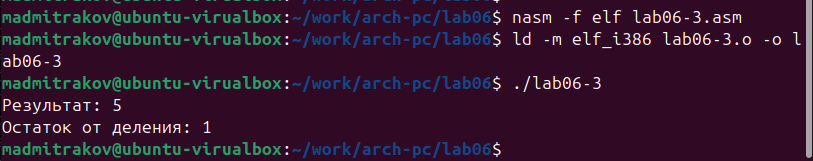 madmitrakov@ubuntu-virualbox:~/work/arch-pc/lab06$ nasm -f elf lab06-3.asm
madmitrakov@ubuntu-virualbox:~/work/arch-pc/lab06$ ld -m elf_i386 lab06-3.o -o l
ab06-3
madmitrakov@ubuntu-virualbox:~/work/arch-pc/lab06$ ./lab06-3
Результат: 5
Остаток от деления: 1
madmitrakov@ubuntu-virualbox:~/work/arch-pc/lab06$